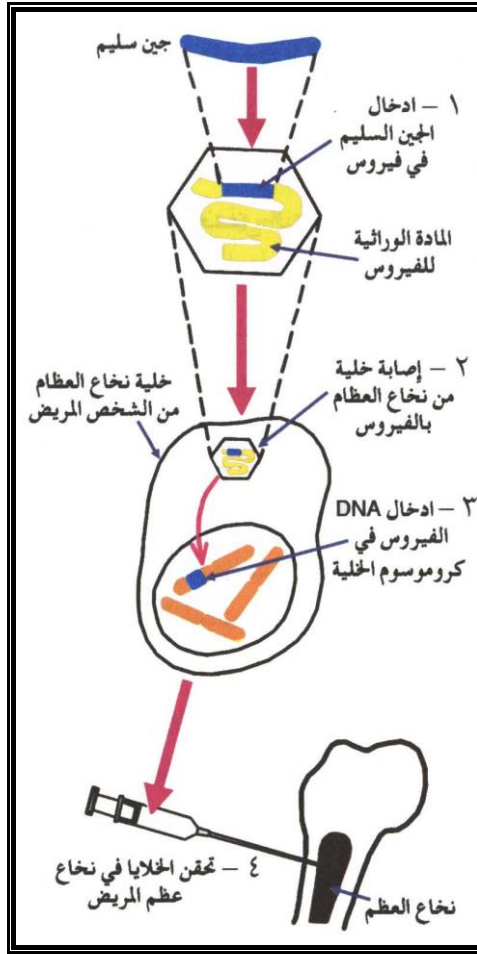 جين سليم
١ – ادخال
الجين السليم
في فيروس
المادة الوراثية
للفيروس
٢ – إصابة خلية
من نخاع العظام
بالفيروس
خلية نخاع العظام
من الشخص المريض
٣ – ادخال DNA
الفيروس في
كروموسوم الخلية
٤ – تحقن الخلايا في نخاع
عظم المريض
نخاع العظم